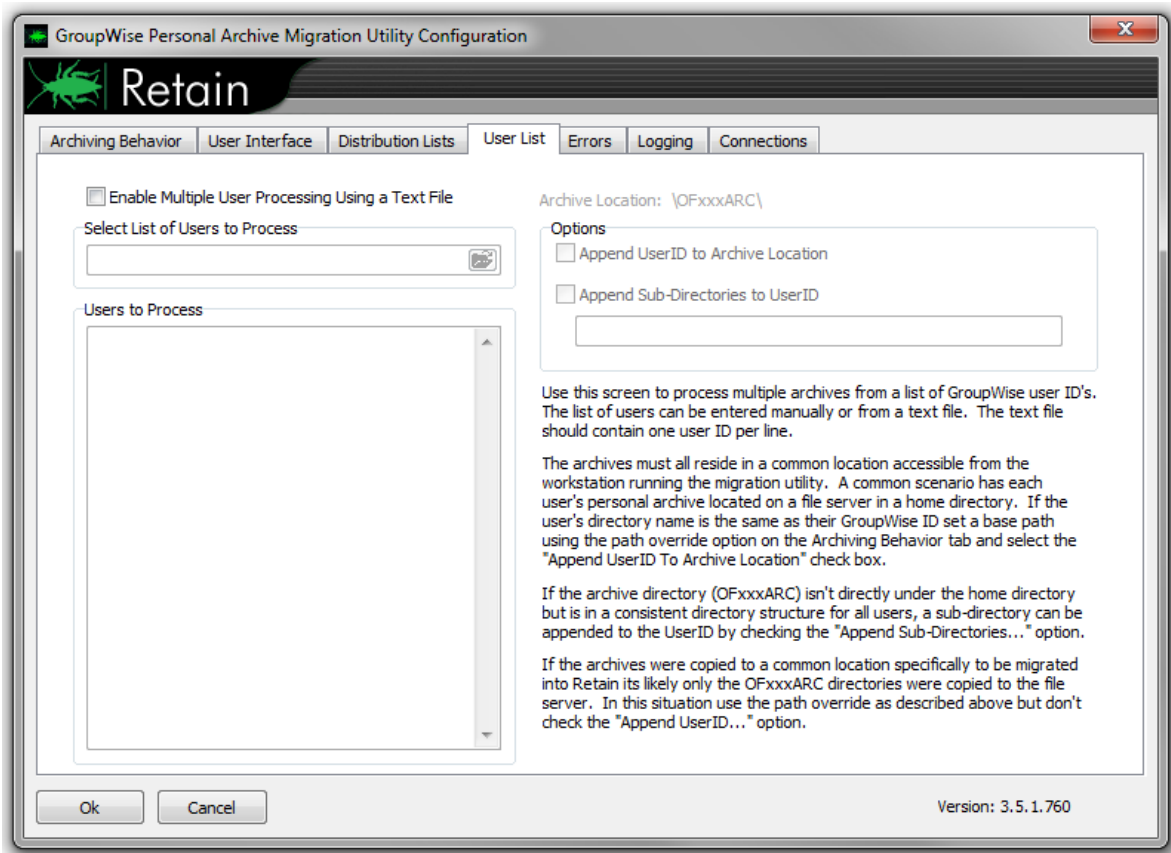 GroupWise Personal Archive Migration Utility Configuration
Retain
Archiving Behavior
User Interface
Distribution Lists
User List
Errors
Logging
Connections
Enable Multiple User Processing Using a Text File
Select List of Users to Process
Users to Process
Archive Location: \OFxxxARC\
Options
Append UserID to Archive Location
Append Sub-Directories to UserID
Use this screen to process multiple archives from a list of GroupWise user ID's.
The list of users can be entered manually or from a text file. The text file
should contain one user ID per line.
The archives must all reside in a common location accessible from the
workstation running the migration utility. A common scenario has each
user's personal archive located on a file server in a home directory. If the
user's directory name is the same as their GroupWise ID set a base path
using the path override option on the Archiving Behavior tab and select the
"Append UserID To Archive Location" check box.
If the archive directory (OFxxxARC) isn't directly under the home directory
but is in a consistent directory structure for all users, a sub-directory can be
appended to the UserID by checking the "Append Sub-Directories..." option.
If the archives were copied to a common location specifically to be migrated
into Retain its likely only the OFxxxARC directories were copied to the file
server. In this situation use the path override as described above but don't
check the "Append UserID..." option.
Ok
Cancel
Version: 3.5.1.760